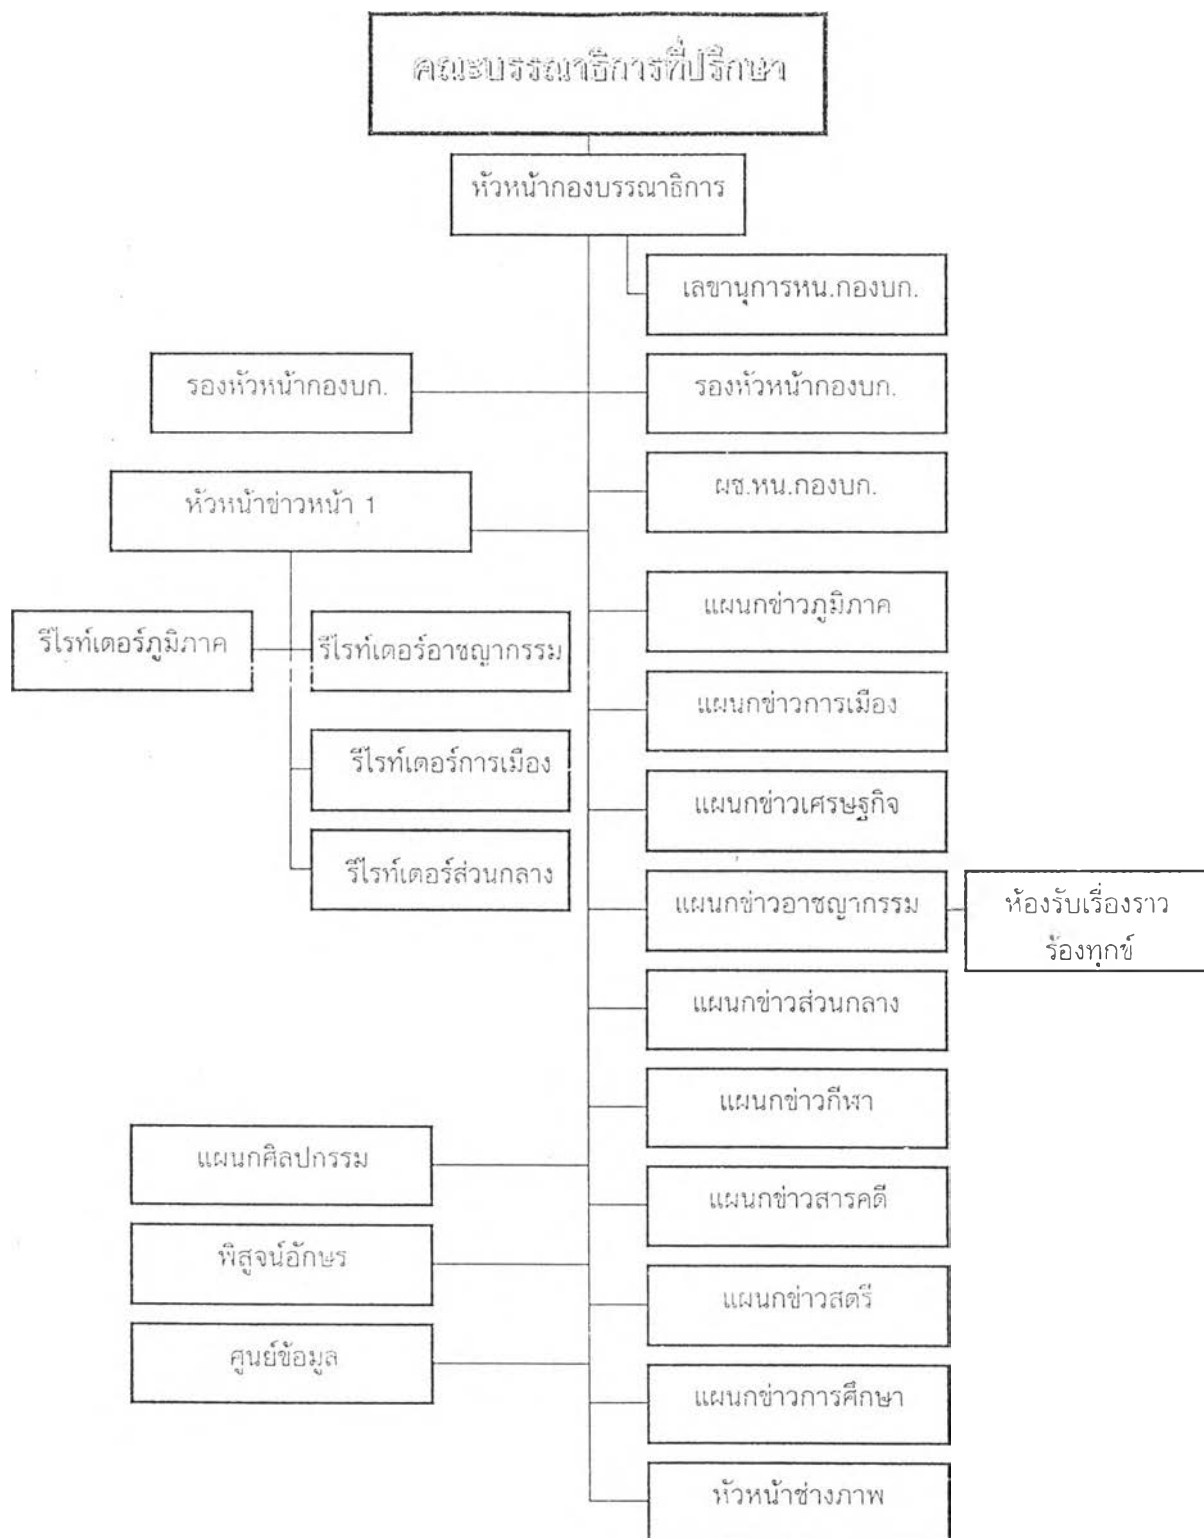 คณะบรรณาธิการที่ปรึกษา
หัวหน้ากองบรรณาธิการ
เลขานุการหน.กองบก.
รองหัวหน้ากองบก.
รองหัวหน้ากองบก.
หัวหน้าข่าวหน้า 1
ผช.หน.กองบก.
แผนกข่าวภูมิภาค
รีไรท์เตอร์ภูมิภาค
รีไรท์เตอร์อาชญากรรม
แผนกข่าวการเมือง
รีไรท์เตอร์การเมือง
แผนกข่าวเศรษฐกิจ
รีไรท์เตอร์ส่วนกลาง
แผนกข่าวอาชญากรรม
ห้องรับเรื่องราว
ร้องทุกข์
แผนกข่าวส่วนกลาง
แผนกข่าวกีฬา
แผนกศิลปกรรม
แผนกข่าวสารคดี
พิสูจน์อักษร
แผนกข่าวสตรี
ศูนย์ข้อมูล
แผนกข่าวการศึกษา
หัวหน้าช่างภาพ